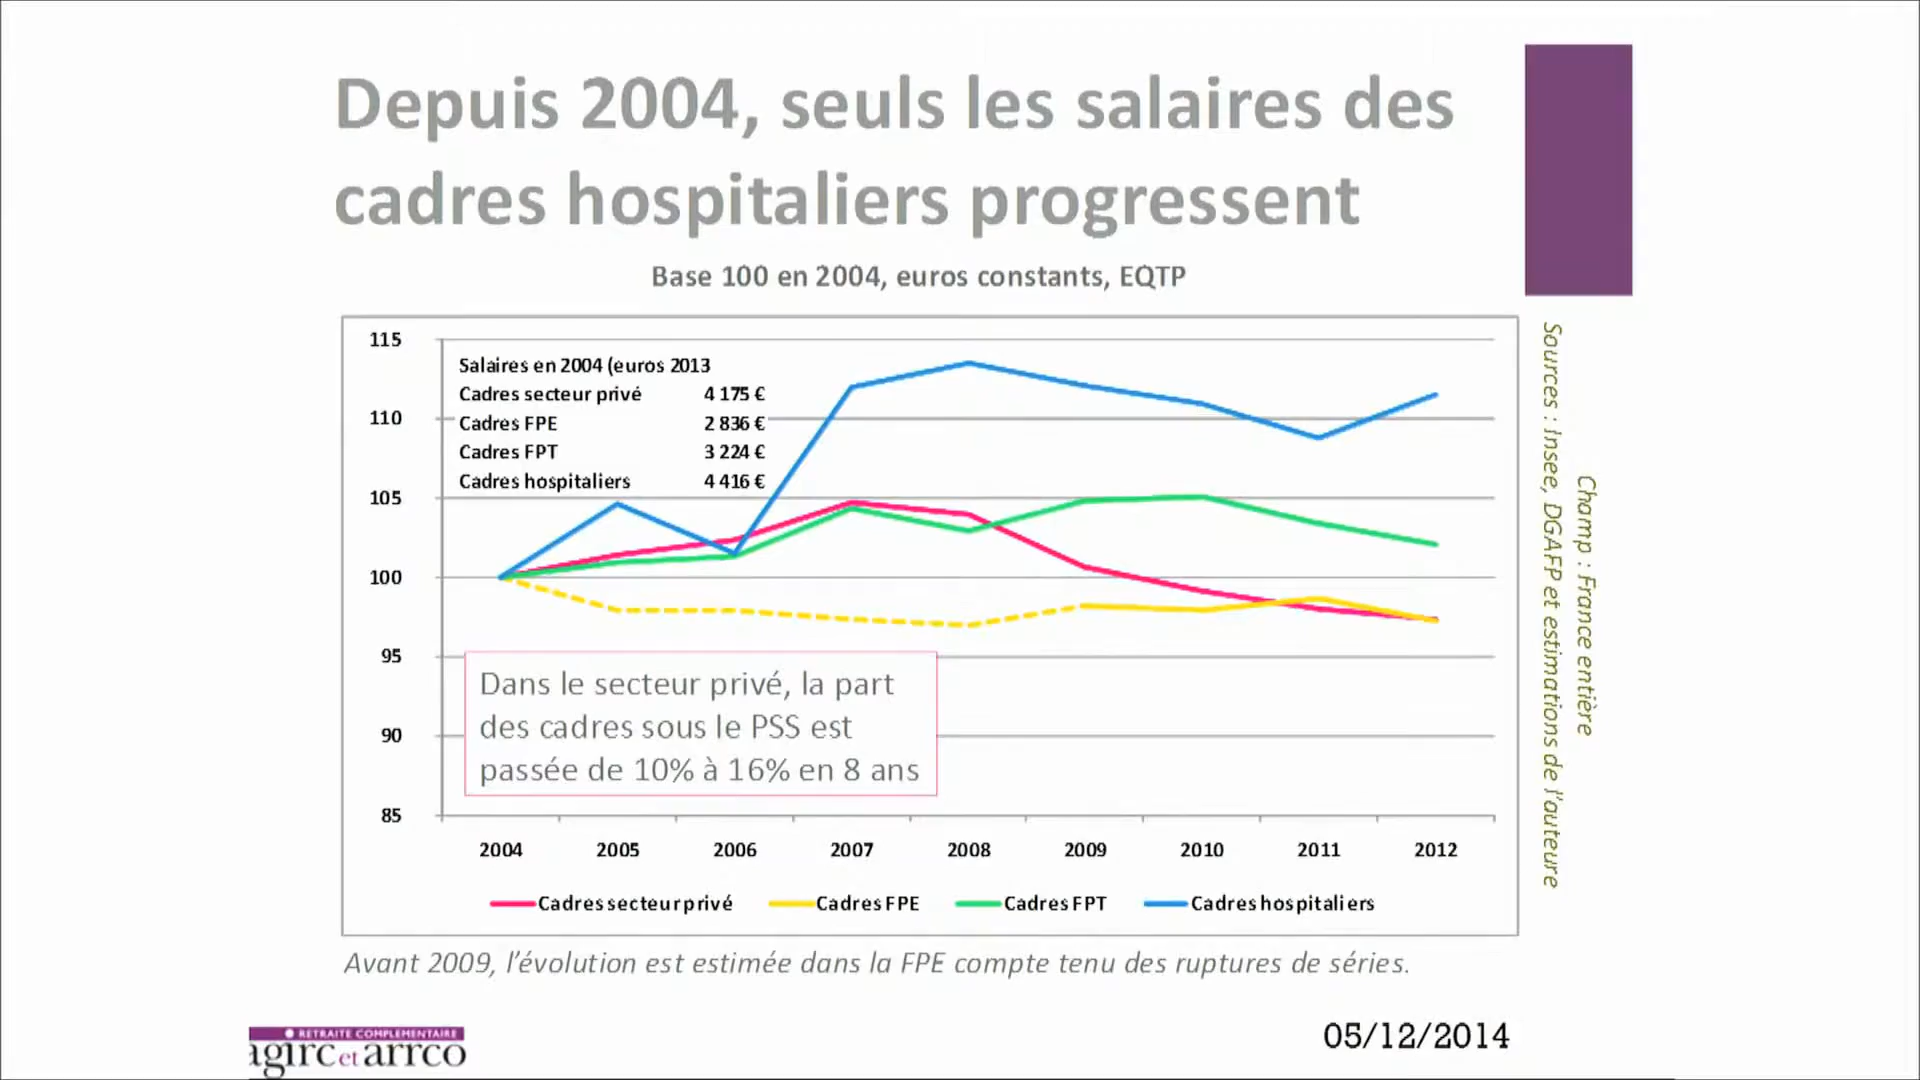 Depuis 2004, seuls les salaires des
cadres hospitaliers progressent
Base 100 en 2004, euros constants, EQTP
115
110
105
100
95
90
85
Salaires en 2004 (euros 2013
Cadres secteur privé 4 175 €
Cadres FPE 2 836 €
Cadres FPT 3 224 €
Cadres hospitaliers 4 416 €
Dans le secteur privé, la part
des cadres sous le PSS est
passée de 10% à 16% en 8 ans
2004 2005 2006 2007 2008 2009 2010 2011 2012
Cadres secteur privé Cadres FPE Cadres FPT Cadres hospitaliers
Champ : France entière
Sources : Insee, DGAFP et estimations de l'auteure
Avant 2009, l'évolution est estimée dans la FPE compte tenu des ruptures de séries.
RETRAITE COMPLEMENTAIRE
agirc et arrco
05/12/2014